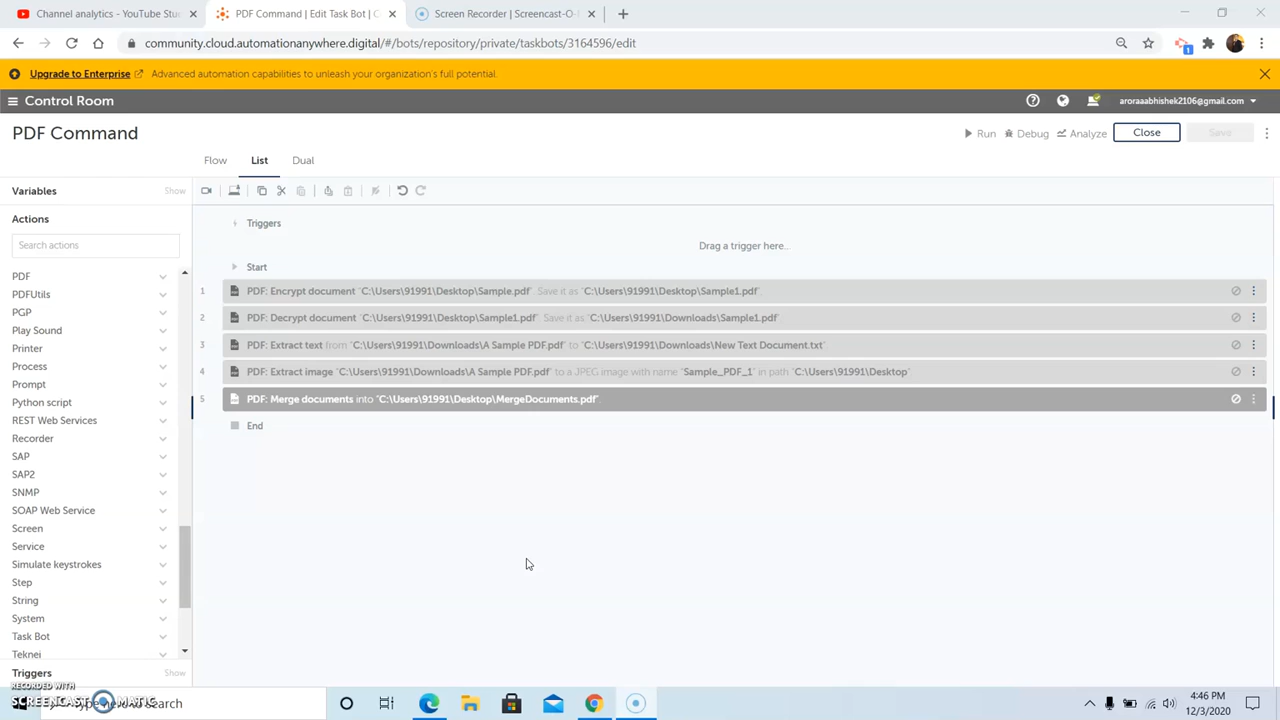 Channel analytics - YouTube Stu
PDF Command | Edit Task Bot | C
Screen Recorder | Screencast-O-
community.cloud.automationanywhere.digital/#/bots/repository/private/taskbots/3164596/edit
1
Upgrade to Enterprise Advanced automation capabilities to unleash your organization's full potential.
Control Room
aroraaabhishek2106@gmail.com
PDF Command
Run Debug Analyze Close Save
Flow List Dual
Variables Show
Actions
Search actions
PDF
PDFUtils
PGP
Play Sound
Printer
Process
Prompt
Python script
REST Web Services
Recorder
SAP
SAP2
SNMP
SOAP Web Service
Screen
Service
Simulate keystrokes
Step
String
System
Task Bot
Teknei
Triggers Show
Triggers
Drag a trigger here...
Start
1 PDF: Encrypt document "C:\Users\91991\Desktop\Sample.pdf" Save it as "C:\Users\91991\Desktop\Sample1.pdf"
2 PDF: Decrypt document "C:\Users\91991\Desktop\Sample1.pdf" Save it as "C:\Users\91991\Downloads\Sample1.pdf"
3 PDF: Extract text from "C:\Users\91991\Downloads\A Sample PDF.pdf" to "C:\Users\91991\Downloads\New Text Document.txt"
4 PDF: Extract image "C:\Users\91991\Downloads\A Sample PDF.pdf" to a JPEG image with name "Sample_PDF_1" in path "C:\Users\91991\Desktop"
5 PDF: Merge documents into "C:\Users\91991\Desktop\MergeDocuments.pdf"
End
RECORDED WITH
SCREENCAST MATIC
here to search
4:46 PM
12/3/2020